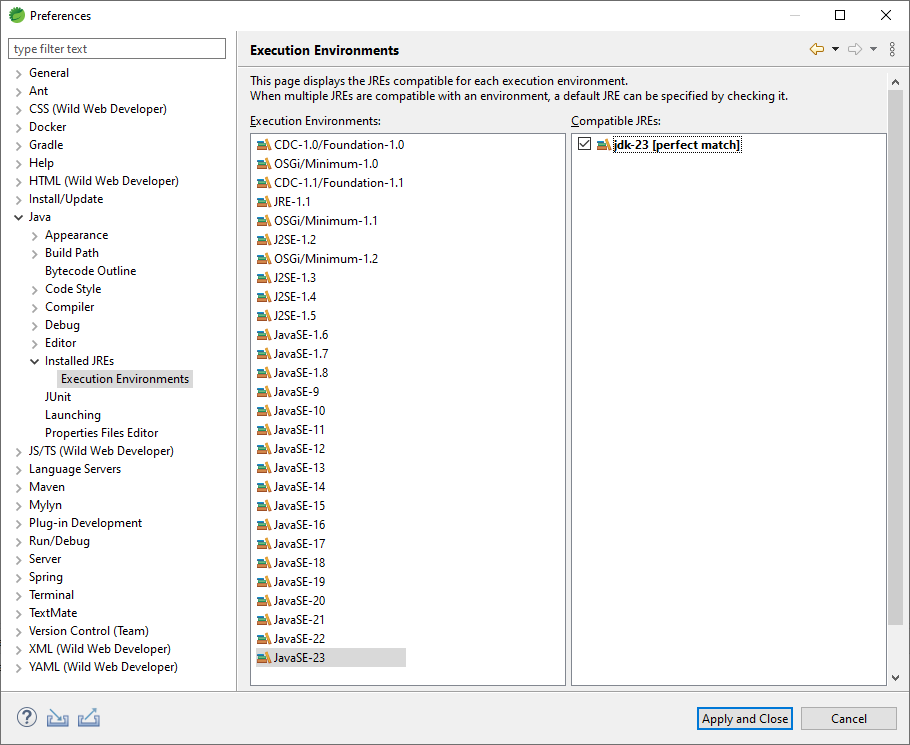 Preferences
type filter text
General
Ant
CSS (Wild Web Developer)
Docker
Gradle
Help
HTML (Wild Web Developer)
Install/Update
Java
Appearance
Build Path
Bytecode Outline
Code Style
Compiler
Debug
Editor
Installed JREs
Execution Environments
JUnit
Launching
Properties Files Editor
JS/TS (Wild Web Developer)
Language Servers
Maven
Mylyn
Plug-in Development
Run/Debug
Server
Spring
Terminal
TextMate
Version Control (Team)
XML (Wild Web Developer)
YAML (Wild Web Developer)
Execution Environments
This page displays the JREs compatible for each execution environment.
When multiple JREs are compatible with an environment, a default JRE can be specified by checking it.
Execution Environments:
CDC-1.0/Foundation-1.0
OSGi/Minimum-1.0
CDC-1.1/Foundation-1.1
JRE-1.1
OSGi/Minimum-1.1
J2SE-1.2
OSGi/Minimum-1.2
J2SE-1.3
J2SE-1.4
J2SE-1.5
JavaSE-1.6
JavaSE-1.7
JavaSE-1.8
JavaSE-9
JavaSE-10
JavaSE-11
JavaSE-12
JavaSE-13
JavaSE-14
JavaSE-15
JavaSE-16
JavaSE-17
JavaSE-18
JavaSE-19
JavaSE-20
JavaSE-21
JavaSE-22
JavaSE-23
Compatible JREs:
jdk-23 [perfect match]
?
Apply and Close
Cancel